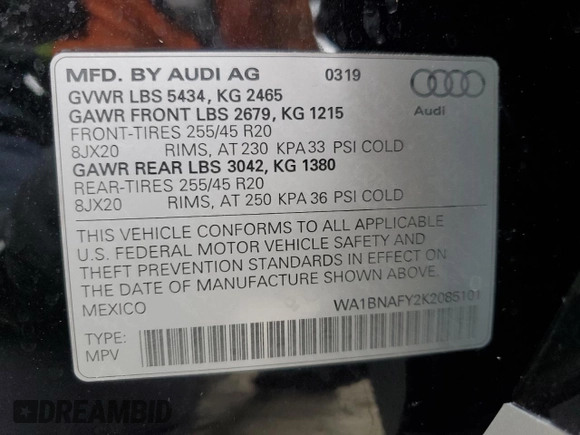 MFD. BY AUDI AG 0319
GVWR LBS 5434, KG 2465
GAWR FRONT LBS 2679, KG 1215
Audi
FRONT-TIRES 255/45 R20
8JX20 RIMS, AT 230 KPA 33 PSI COLD
GAWR REAR LBS 3042, KG 1380
REAR-TIRES 255/45 R20
8JX20 RIMS, AT 250 KPA 36 PSI COLD
THIS VEHICLE CONFORMS TO ALL APPLICABLE
U.S. FEDERAL MOTOR VEHICLE SAFETY AND
THEFT PREVENTION STANDARDS IN EFFECT ON
THE DATE OF MANUFACTURE SHOWN ABOVE.
MEXICO WA1BNAFY2K2085101
TYPE:
MPV
DREAMBID